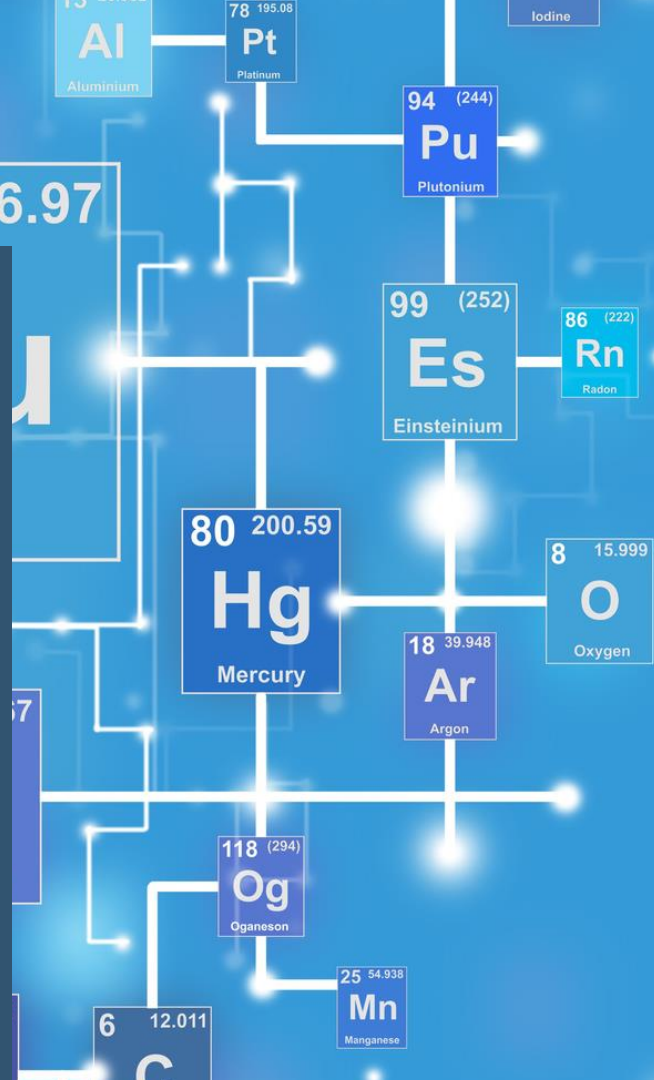 Al
Aluminium
78 195.08
Pt
Platinum
Iodine
94 (244)
Pu
Plutonium
6.97
u
99 (252)
Es
Einsteinium
86 (222)
Rn
Radon
80 200.59
Hg
Mercury
8 15.999
O
Oxygen
18 39.948
Ar
Argon
67
118 (294)
Og
Oganeson
25 54.938
Mn
Manganese
6 12.011
C